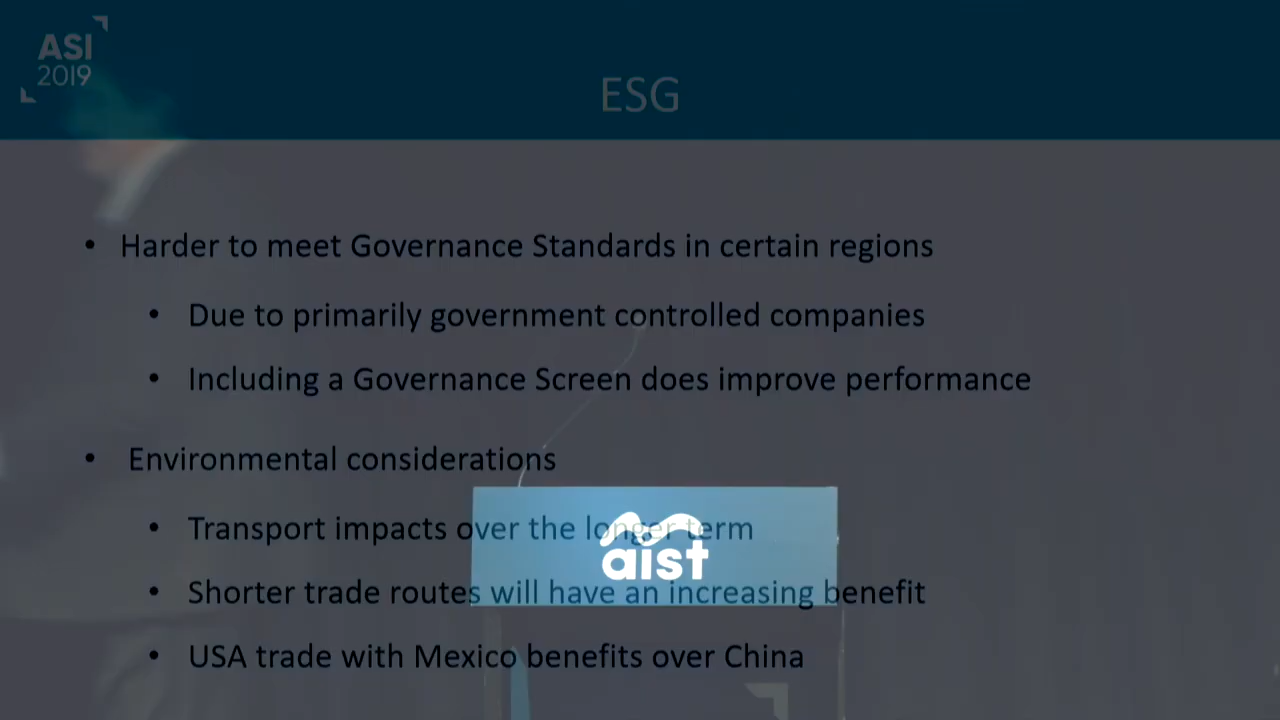 ASI
2019
ESG
• Harder to meet Governance Standards in certain regions
• Due to primarily government controlled companies
• Including a Governance Screen does improve performance
• Environmental considerations
• Transport impacts over the longer term
aist
• Shorter trade routes will have an increasing benefit
• USA trade with Mexico benefits over China